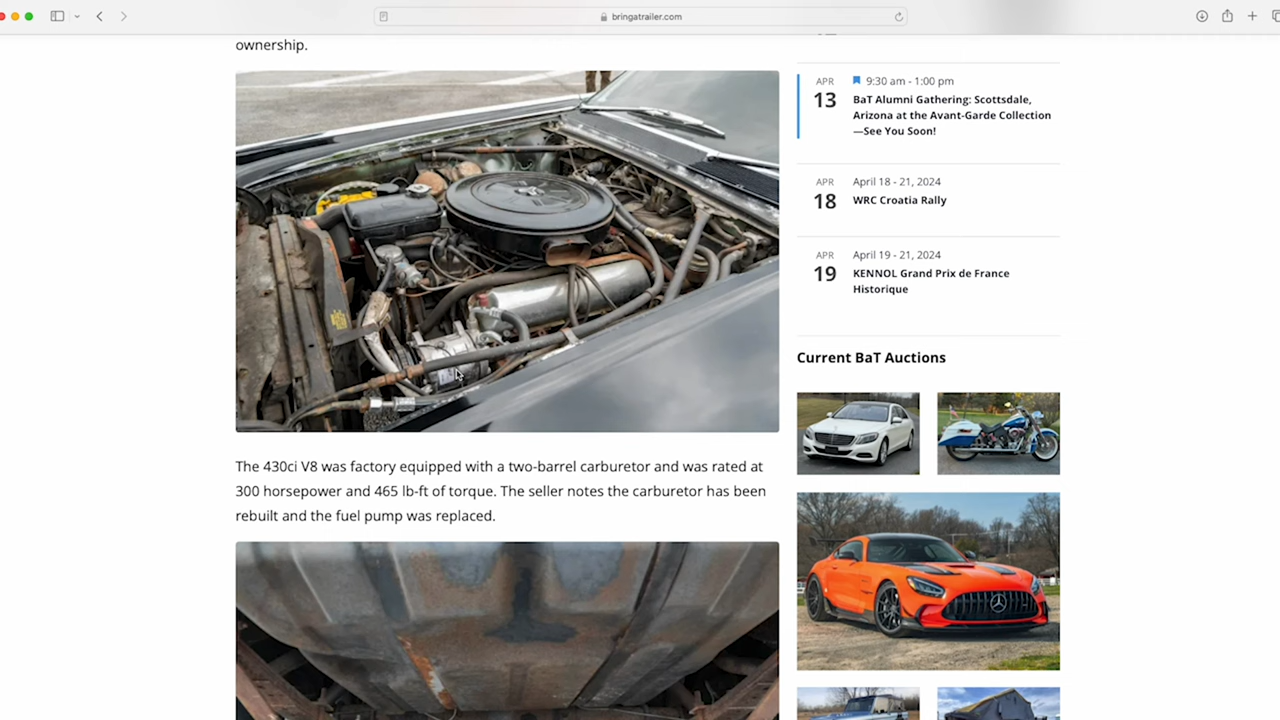 bringatrailer.com
ownership.
The 430ci V8 was factory equipped with a two-barrel carburetor and was rated at
300 horsepower and 465 lb-ft of torque. The seller notes the carburetor has been
rebuilt and the fuel pump was replaced.
APR
13
9:30 am - 1:00 pm
BaT Alumni Gathering: Scottsdale,
Arizona at the Avant-Garde Collection
—See You Soon!
APR
18
April 18 - 21, 2024
WRC Croatia Rally
APR
19
April 19 - 21, 2024
KENNOL Grand Prix de France
Historique
Current BaT Auctions